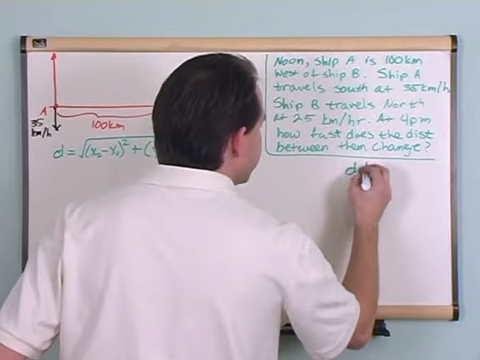 Noon, Ship A is 100km
west of ship B. Ship A
travels south at 35km/h
Ship B travels North
at 25 km/hr. At 4pm
how fast does the dist
between them change?
A
35
km/h
100km
d = √(x₂ - x₁)² + (
d